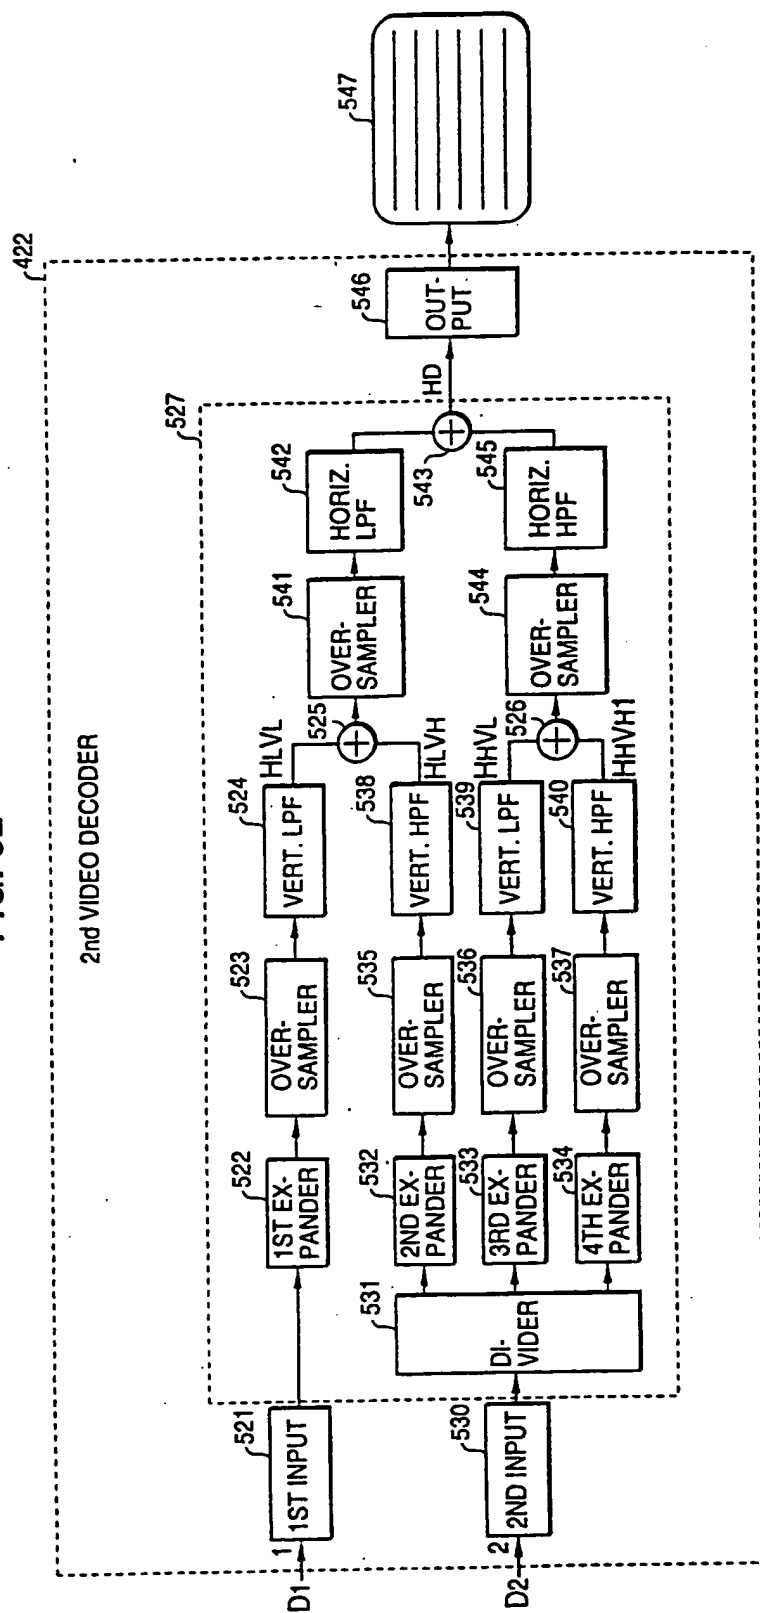 2nd VIDEO DECODER
422
D1
1
1ST INPUT
521
D2
2
2ND INPUT
530
527
DI-
VIDER
531
1ST EX-
PANDER
522
2ND EX-
PANDER
532
3RD EX-
PANDER
533
4TH EX-
PANDER
534
OVER-
SAMPLER
523
OVER-
SAMPLER
535
OVER-
SAMPLER
536
OVER-
SAMPLER
537
VERT. LPF
524
VERT. HPF
538
VERT. LPF
539
VERT. HPF
540
HLVL
525
HLVH
HHVL
526
HHVH1
OVER-
SAMPLER
541
OVER-
SAMPLER
544
HORIZ.
LPF
542
HORIZ.
HPF
545
543
HD
OUT-
PUT
546
547